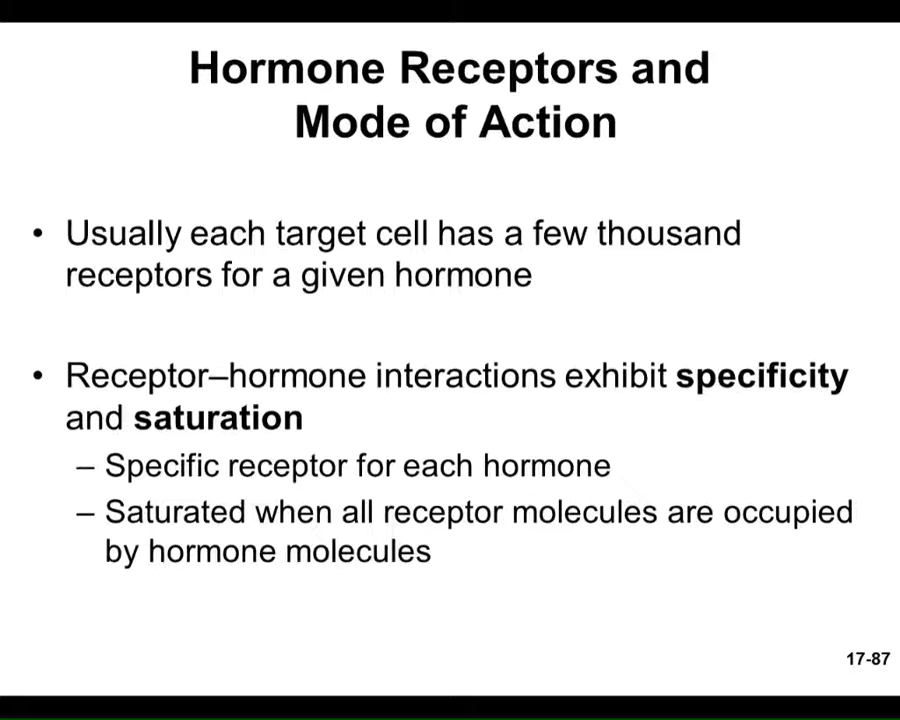 Hormone Receptors and
Mode of Action
• Usually each target cell has a few thousand
receptors for a given hormone
• Receptor–hormone interactions exhibit specificity
and saturation
– Specific receptor for each hormone
– Saturated when all receptor molecules are occupied
by hormone molecules
17-87